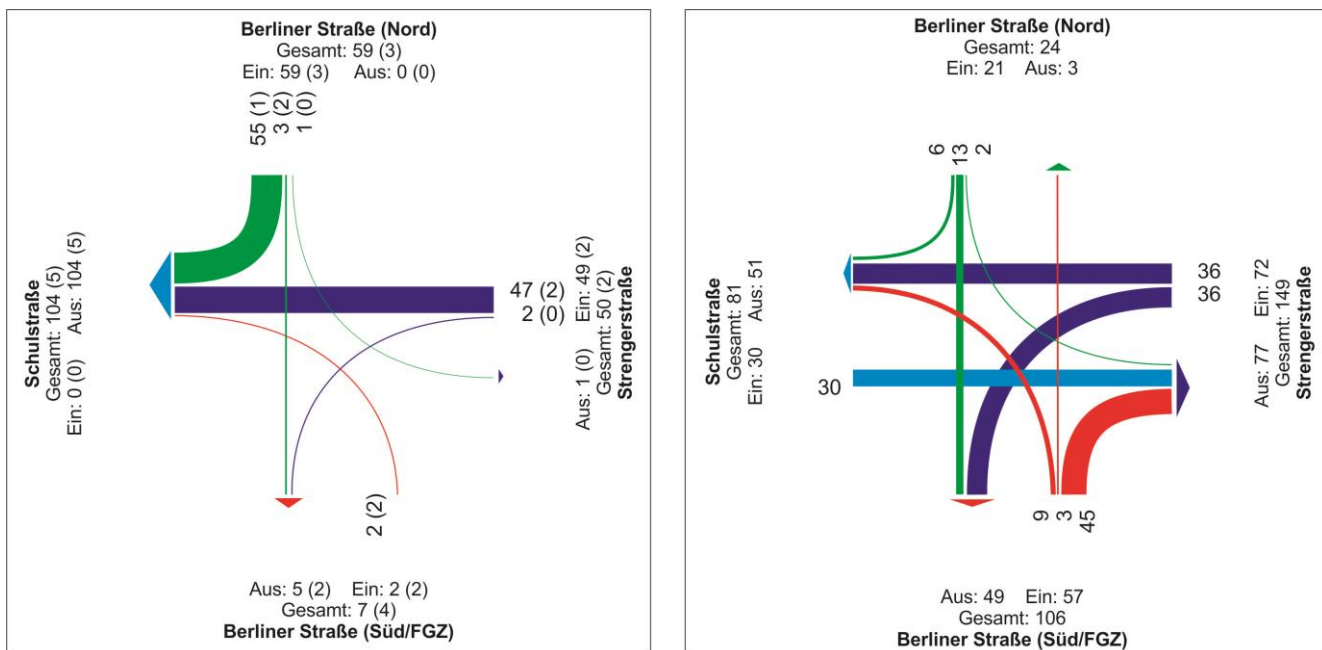 Berliner Straße (Nord)
Gesamt: 59 (3)
Ein: 59 (3) Aus: 0 (0)
55 (1)
3 (2)
1 (0)
Schulstraße
Gesamt: 104 (5)
Ein: 0 (0) Aus: 104 (5)
47 (2)
2 (0)
Aus: 1 (0) Ein: 49 (2)
Gesamt: 50 (2)
Strengerstraße
2 (2)
Aus: 5 (2) Ein: 2 (2)
Gesamt: 7 (4)
Berliner Straße (Süd/FGZ)
Berliner Straße (Nord)
Gesamt: 24
Ein: 21 Aus: 3
6
13
2
Schulstraße
Gesamt: 81
Ein: 30 Aus: 51
30
36
36
Aus: 77 Ein: 72
Gesamt: 149
Strengerstraße
9
3
45
Aus: 49 Ein: 57
Gesamt: 106
Berliner Straße (Süd/FGZ)